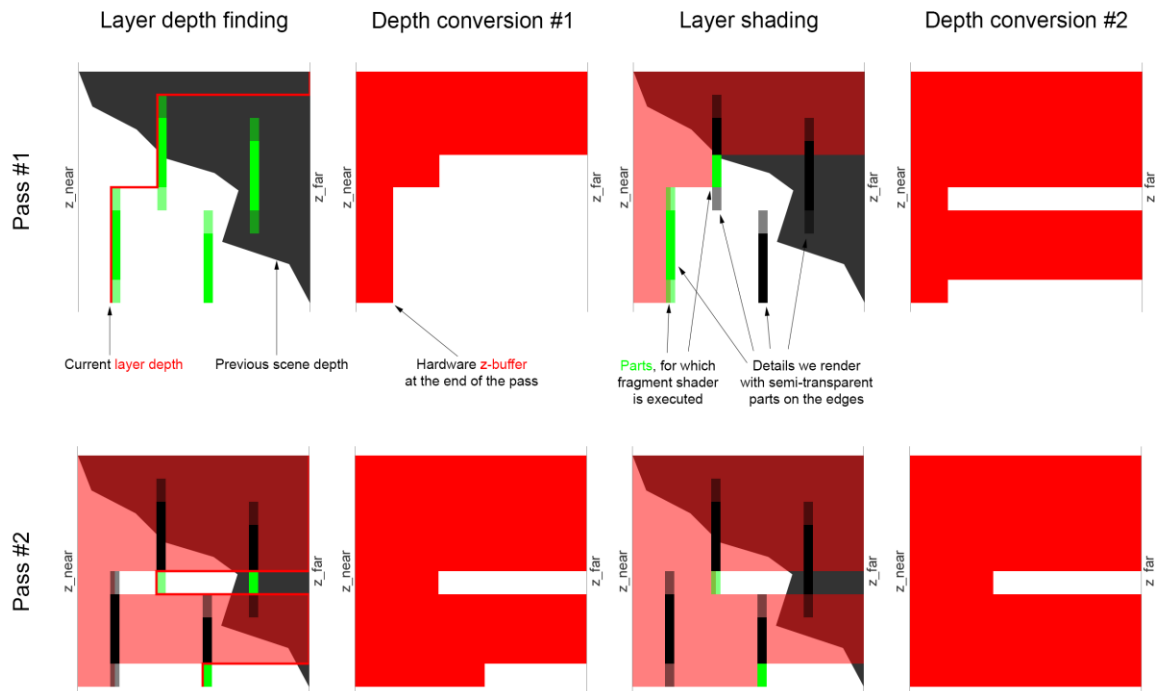 Layer depth finding
Depth conversion #1
Layer shading
Depth conversion #2
Pass #1
z_near
z_far
z_near
z_far
z_near
z_far
z_near
z_far
Current layer depth
Previous scene depth
Hardware z-buffer
at the end of the pass
Parts, for which
fragment shader
is executed
Details we render
with semi-transparent
parts on the edges
Pass #2
z_near
z_far
z_near
z_far
z_near
z_far
z_near
z_far